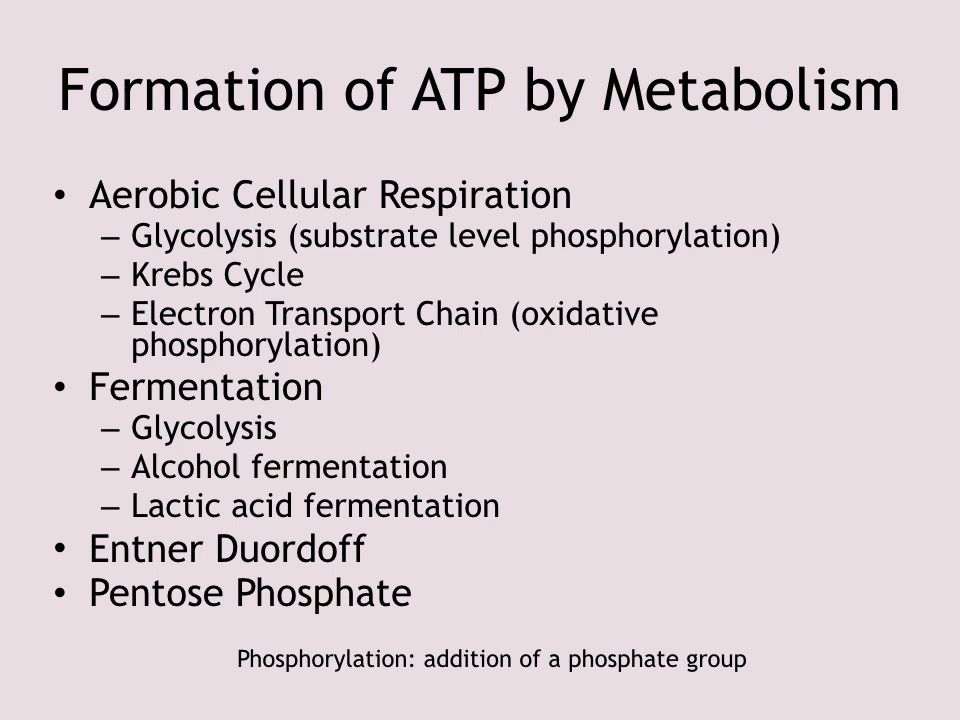 Formation of ATP by Metabolism
• Aerobic Cellular Respiration
– Glycolysis (substrate level phosphorylation)
– Krebs Cycle
– Electron Transport Chain (oxidative
phosphorylation)
• Fermentation
– Glycolysis
– Alcohol fermentation
– Lactic acid fermentation
• Entner Duordoff
• Pentose Phosphate
Phosphorylation: addition of a phosphate group